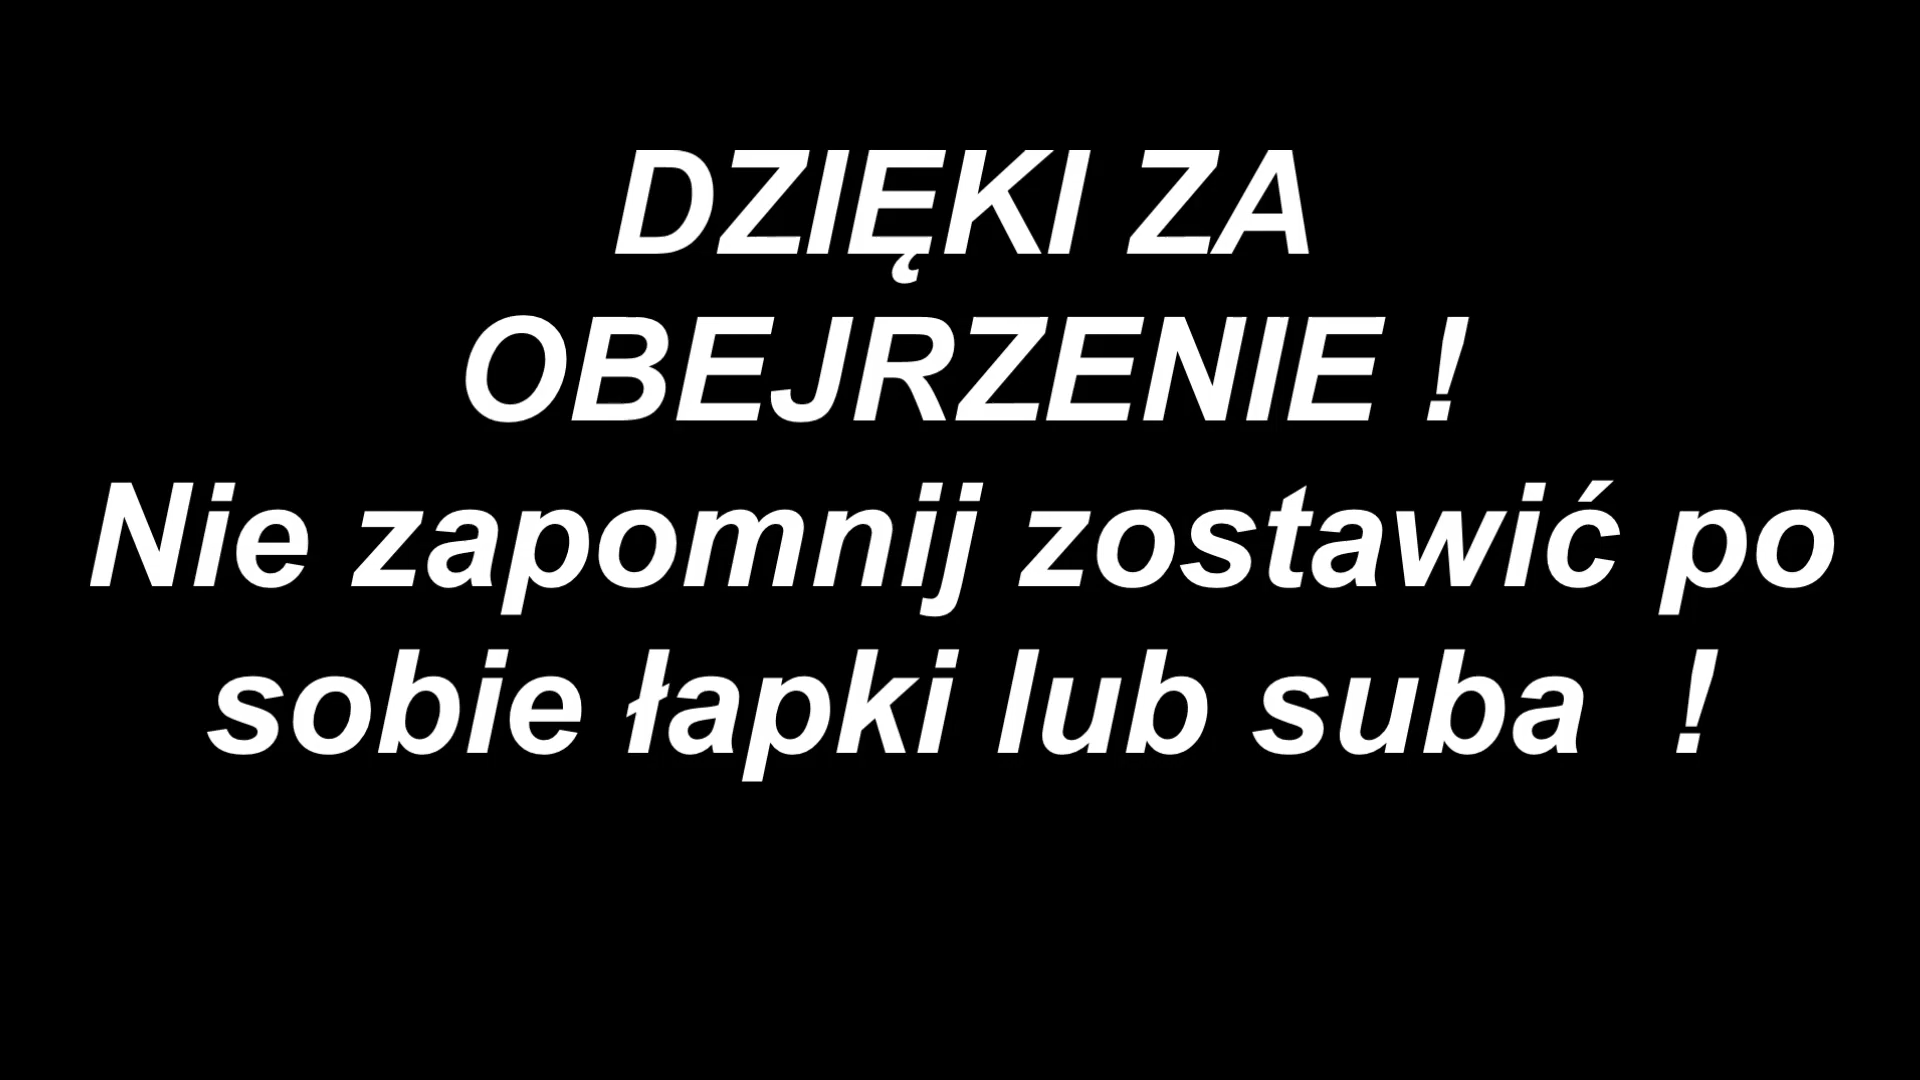 DZIĘKI ZA
OBEJRZENIE !
Nie zapomnij zostawić po
sobie łapki lub suba  !